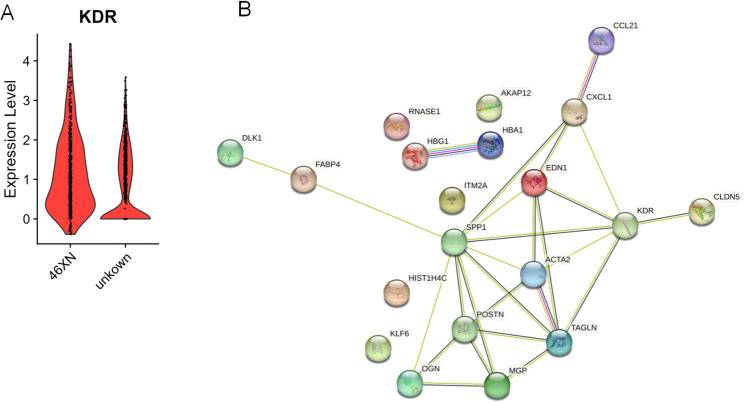 A
KDR
Expression Level
4
3
2
1
0
46XN
unkown
B
CCL21
AKAP12
CXCL1
RNASE1
HBA1
HBG1
DLK1
FABP4
EDN1
ITM2A
KDR
CLDN5
SPP1
ACTA2
HIST1H4C
POSTN
TAGLN
KLF6
OGN
MGP